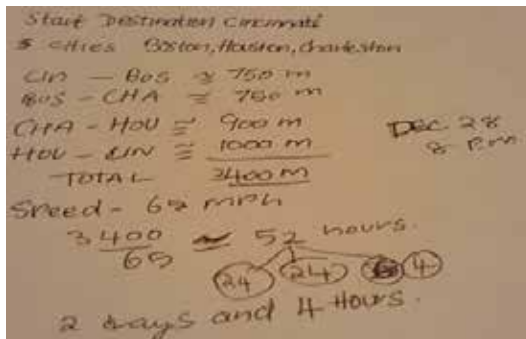 Start Destination Cincinnati
5 cities Boston, Houston, Charleston
CIN - BOS ≅ 750 m
BOS - CHA ≅ 750 m
CHA - HOU ≅ 900 m
HOU - CIN ≅ 1000 m
TOTAL 3400 m
DEC 28
8 P.m
Speed - 65 mph
3400
65
≃ 52 hours.
24 24 4
2 Days and 4 Hours.